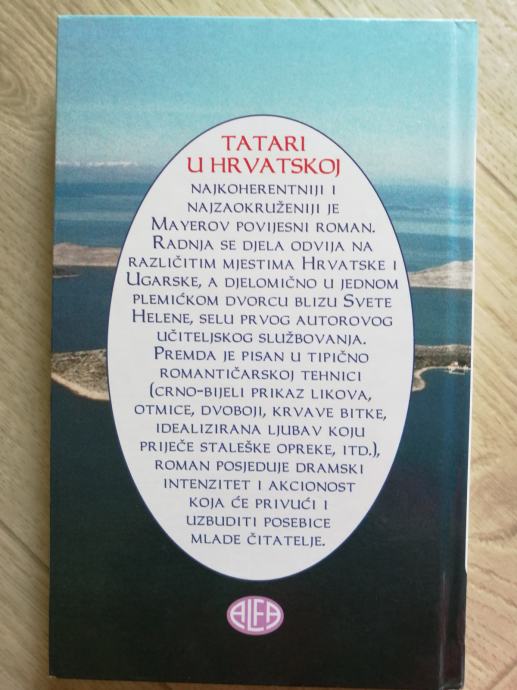 TATARI
U HRVATSKOJ
NAJKOHERENTNIJI I
NAJZAOKRUŽENIJI JE
MAYEROV POVIJESNI ROMAN.
RADNJA SE DJELA ODVIJA NA
RAZLIČITIM MJESTIMA HRVATSKE I
UGARSKE, A DJELOMIČNO U JEDNOM
PLEMIĆKOM DVORCU BLIZU SVETE
HELENE, SELU PRVOG AUTOROVOG
UČITELJSKOG SLUŽBOVANJA.
PREMDA JE PISAN U TIPIČNO
ROMANTIČARSKOJ TEHNICI
(CRNO-BIJELI PRIKAZ LIKOVA,
OTMICE, DVOBOJI, KRVAVE BITKE,
IDEALIZIRANA LJUBAV KOJU
PRIJEČE STALEŠKE OPREKE, ITD.),
ROMAN POSJEDUJE DRAMSKI
INTENZITET I AKCIONOST
KOJA ĆE PRIVUĆI I
UZBUDITI POSEBICE
MLADE ČITATELJE.
ALFA